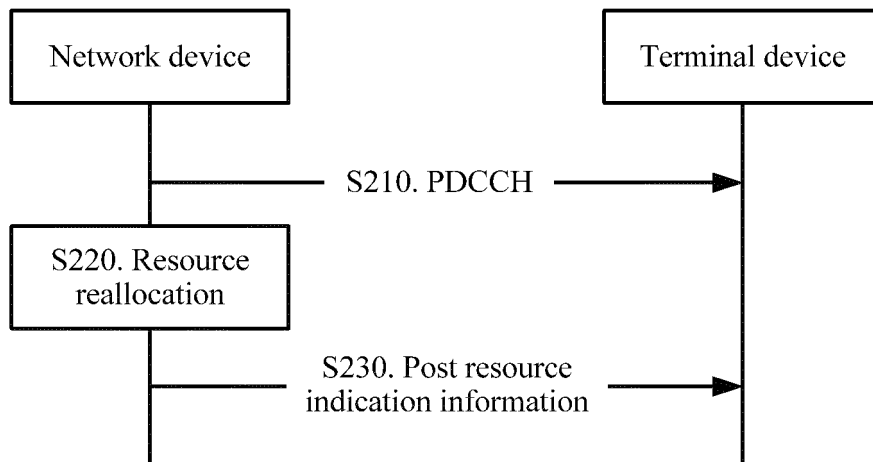 Network device
Terminal device
S210. PDCCH
S220. Resource
reallocation
S230. Post resource
indication information